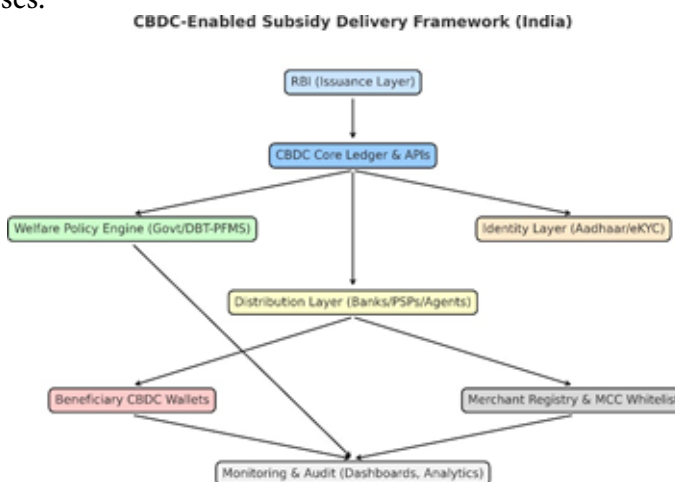 ses.
CBDC-Enabled Subsidy Delivery Framework (India)
RBI (Issuance Layer)
CBDC Core Ledger & APIs
Welfare Policy Engine (Govt/DBT-PFMS)
Identity Layer (Aadhaar/eKYC)
Distribution Layer (Banks/PSPs/Agents)
Beneficiary CBDC Wallets
Merchant Registry & MCC Whitelis
Monitoring & Audit (Dashboards, Analytics)